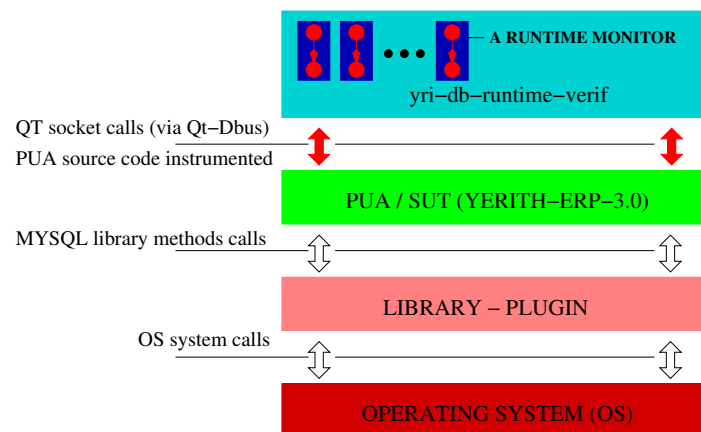 A RUNTIME MONITOR
yri−db−runtime−verif
QT socket calls (via Qt−Dbus)
PUA source code instrumented
PUA / SUT (YERITH−ERP−3.0)
MYSQL library methods calls
LIBRARY − PLUGIN
OS system calls
OPERATING SYSTEM (OS)